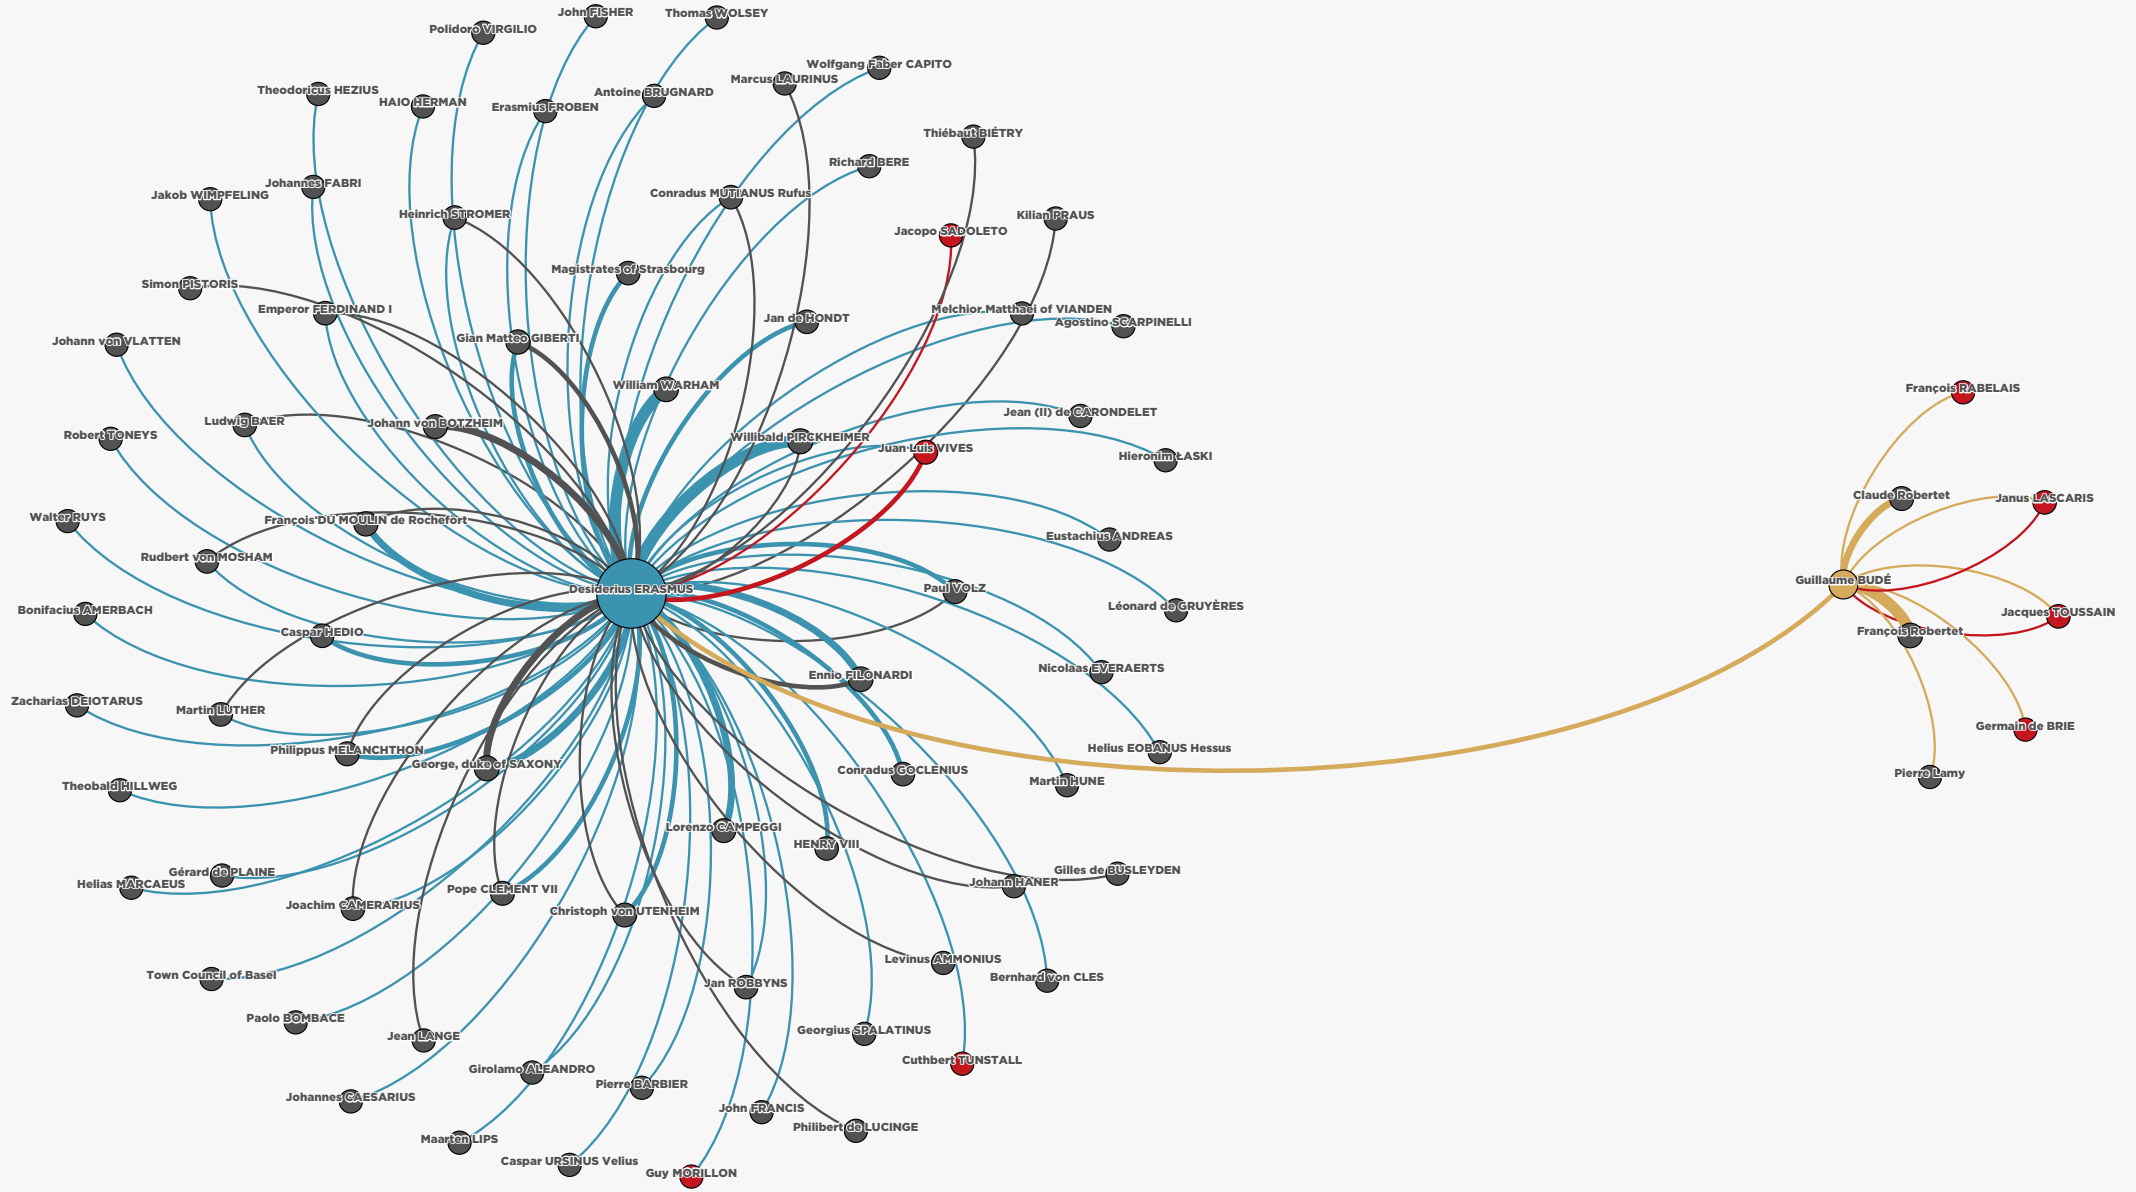 John FISHER
Thomas WOLSEY
Polidoro VIRGILIO
Wolfgang Faber CAPITO
Marcus LAURINUS
Theodoricus HEZIUS
Antoine BRUGNARD
HAIO HERMAN
Erasmius FROBEN
Thiébaut BIÉTRY
Richard BERE
Johannes FABRI
Jakob WIMPFELING
Conradus MUTIANUS Rufus
Heinrich STROMER
Kilian PRAUS
Jacopo SADOLETO
Magistrates of Strasbourg
Simon PISTORIS
Emperor FERDINAND I
Melchior Matthaei of VIANDEN
Jan de HONDT
Agostino SCARPINELLI
Johann von VLATTEN
Gian Matteo GIBERTI
William WARHAM
François RABELAIS
Jean (II) de CARONDELET
Ludwig BAER
Johann von BOTZHEIM
Robert TONEYS
Willibald PIRCKHEIMER
Juan Luis VIVES
Hieronim ŁASKI
Claude Robertet
Janus LASCARIS
Walter RUYS
François DU MOULIN de Rochefort
Eustachius ANDREAS
Rudbert von MOSHAM
Guillaume BUDÉ
Desiderius ERASMUS
Paul VOLZ
Léonard de GRUYÈRES
Bonifacius AMERBACH
Jacques TOUSSAIN
Caspar HEDIO
François Robertet
Nicolaas EVERAERTS
Ennio FILONARDI
Zacharias DEIOTARUS
Martin LUTHER
Germain de BRIE
Philippus MELANCHTHON
Helius EOBANUS Hessus
George, duke of SAXONY
Conradus GOCLENIUS
Pierre Lamy
Martin HUNE
Theobald HILLWEG
Lorenzo CAMPEGGI
HENRY VIII
Gérard de PLAINE
Gilles de BUSLEYDEN
Helias MARCAEUS
Johann HANER
Pope CLEMENT VII
Joachim CAMERARIUS
Christoph von UTENHEIM
Levinus AMMONIUS
Town Council of Basel
Bernhard von CLES
Jan ROBBYNS
Paolo BOMBACE
Georgius SPALATINUS
Jean LANGE
Cuthbert TUNSTALL
Girolamo ALEANDRO
Pierre BARBIER
Johannes CAESARIUS
John FRANCIS
Philibert de LUCINGE
Maarten LIPS
Caspar URSINUS Velius
Guy MORILLON